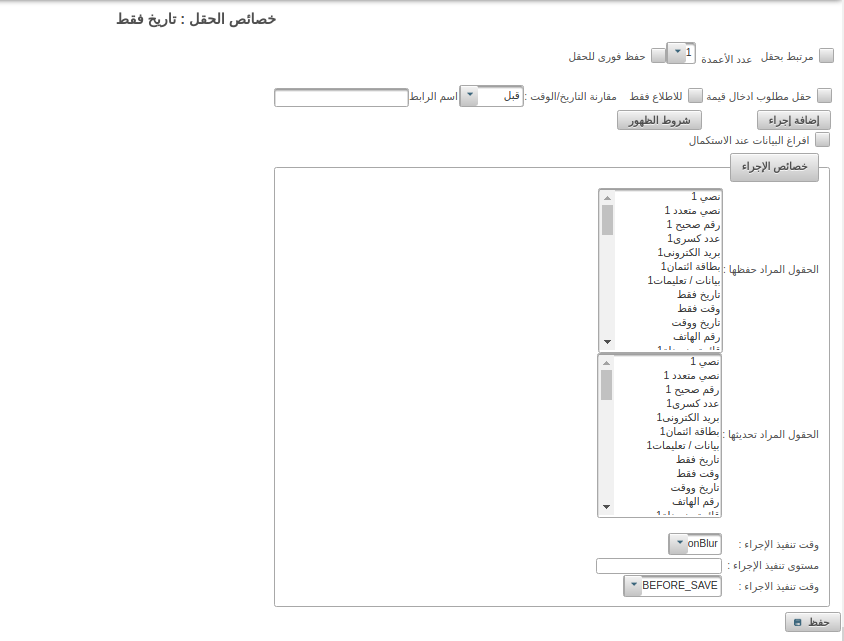 خصائص الحقل : تاريخ فقط
مرتبط بحقل عدد الأعمدة 1 حفظ فورى للحقل
حقل مطلوب ادخال قيمة للاطلاع فقط مقارنة التاريخ/الوقت : قبل اسم الرابط
إضافة إجراء شروط الظهور
افراغ البيانات عند الاستكمال
خصائص الإجراء
الحقول المراد حفظها :
نصي 1
نصي متعدد 1
رقم صحيح 1
عدد كسرى1
بريد الكترونى1
بطاقة ائتمان1
بيانات / تعليمات1
تاريخ فقط
وقت فقط
تاريخ ووقت
رقم الهاتف
الحقول المراد تحديثها :
نصي 1
نصي متعدد 1
رقم صحيح 1
عدد كسرى1
بريد الكترونى1
بطاقة ائتمان1
بيانات / تعليمات1
تاريخ فقط
وقت فقط
تاريخ ووقت
رقم الهاتف
وقت تنفيذ الإجراء : onBlur
مستوى تنفيذ الإجراء :
وقت تنفيذ الاجراء : BEFORE_SAVE
حفظ